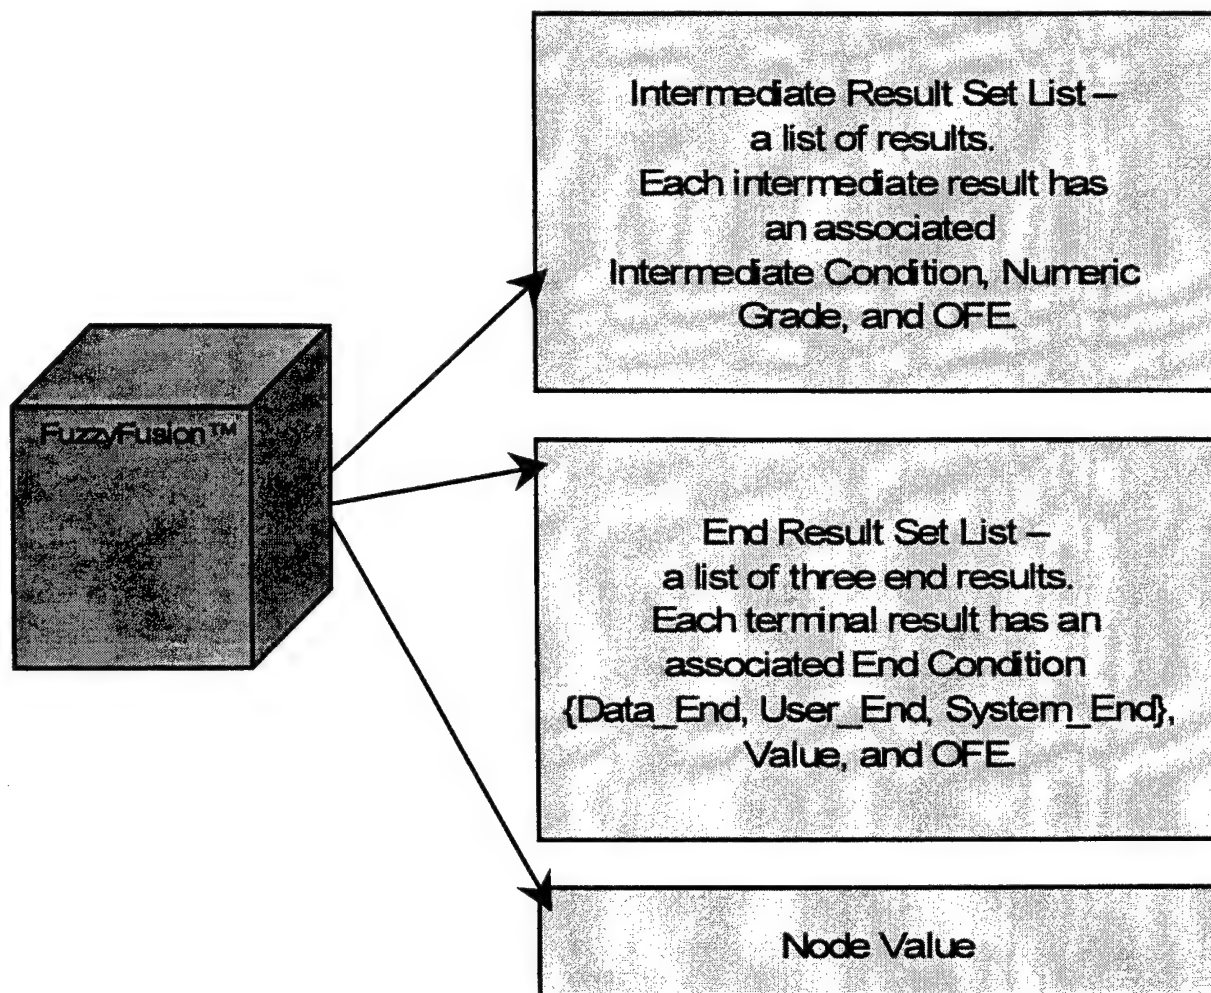 Intermediate Result Set List –
a list of results.
Each intermediate result has
an associated
Intermediate Condition, Numeric
Grade, and OFE.
FuzzyFusion™
End Result Set List –
a list of three end results.
Each terminal result has an
associated End Condition
{Data_End, User_End, System_End},
Value, and OFE.
Node Value